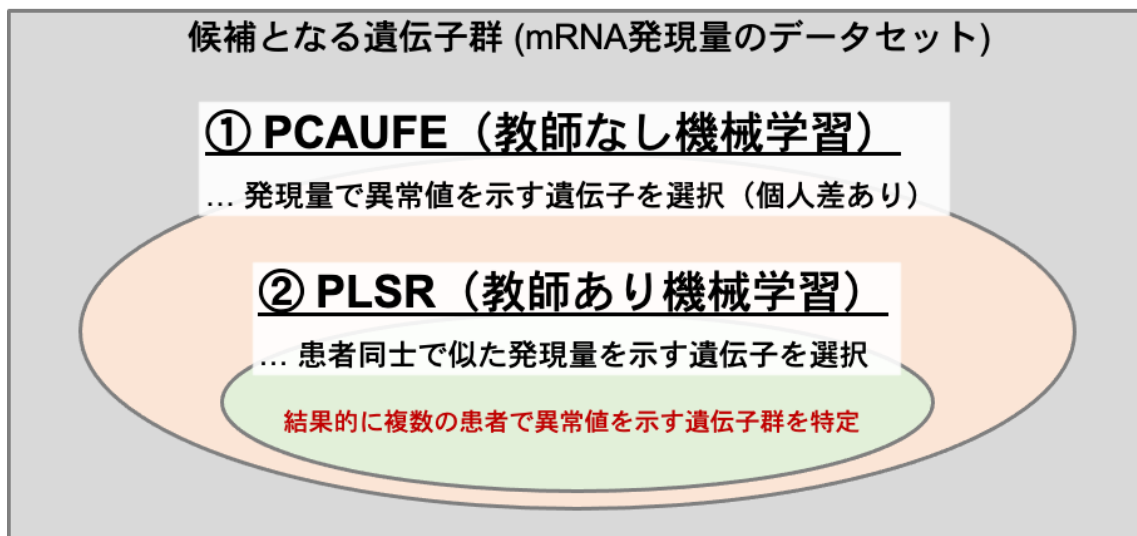 候補となる遺伝子群 (mRNA発現量のデータセット)
① PCAUFE（教師なし機械学習）
… 発現量で異常値を示す遺伝子を選択（個人差あり）
② PLSR（教師あり機械学習）
… 患者同士で似た発現量を示す遺伝子を選択
結果的に複数の患者で異常値を示す遺伝子群を特定